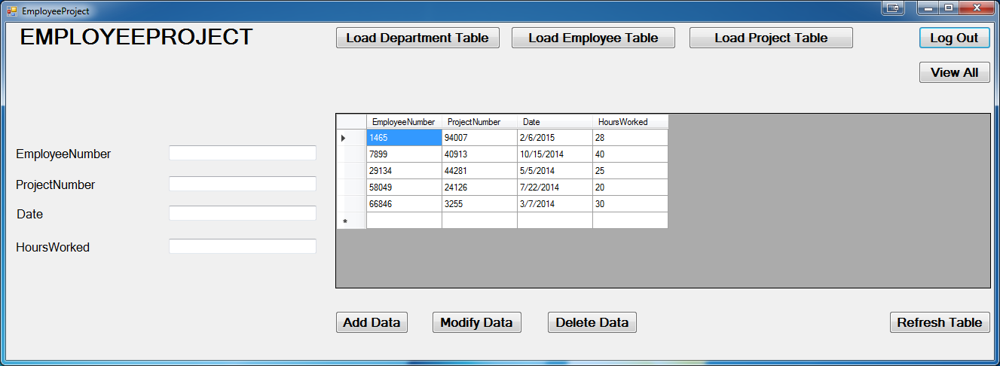 EmployeeProject
EMPLOYEEPROJECT
Load Department Table
Load Employee Table
Load Project Table
Log Out
View All
EmployeeNumber
ProjectNumber
Date
HoursWorked
EmployeeNumber ProjectNumber Date HoursWorked
1465 94007 2/6/2015 28
7899 40913 10/15/2014 40
29134 44281 5/5/2014 25
58049 24126 7/22/2014 20
66846 3255 3/7/2014 30
*
Add Data
Modify Data
Delete Data
Refresh Table